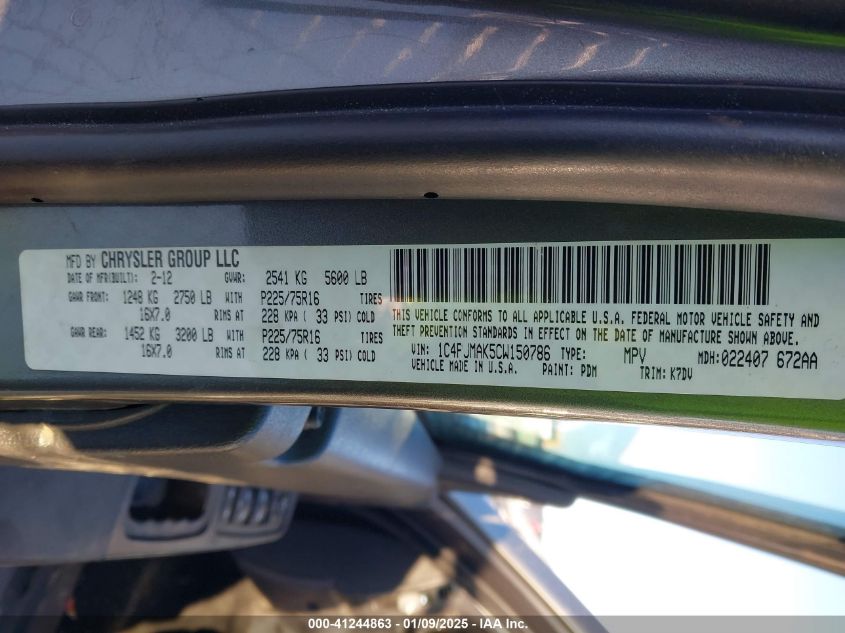 MFD BY CHRYSLER GROUP LLC
DATE OF MFR(BUILT): 2-12 GVWR: 2541 KG 5600 LB
GAWR FRONT: 1248 KG 2750 LB WITH P225/75R16 TIRES
16X7.0 RIMS AT 228 KPA ( 33 PSI) COLD
GAWR REAR: 1452 KG 3200 LB WITH P225/75R16 TIRES
16X7.0 RIMS AT 228 KPA ( 33 PSI) COLD
THIS VEHICLE CONFORMS TO ALL APPLICABLE U.S.A. FEDERAL MOTOR VEHICLE SAFETY AND
THEFT PREVENTION STANDARDS IN EFFECT ON THE DATE OF MANUFACTURE SHOWN ABOVE.
VIN: 1C4PJMAK5CW150786 TYPE: MPV MDH: 022407 672AA
VEHICLE MADE IN U.S.A. PAINT: PDM TRIM: K7DV
000-41244863 - 01/09/2025 - IAAI.com